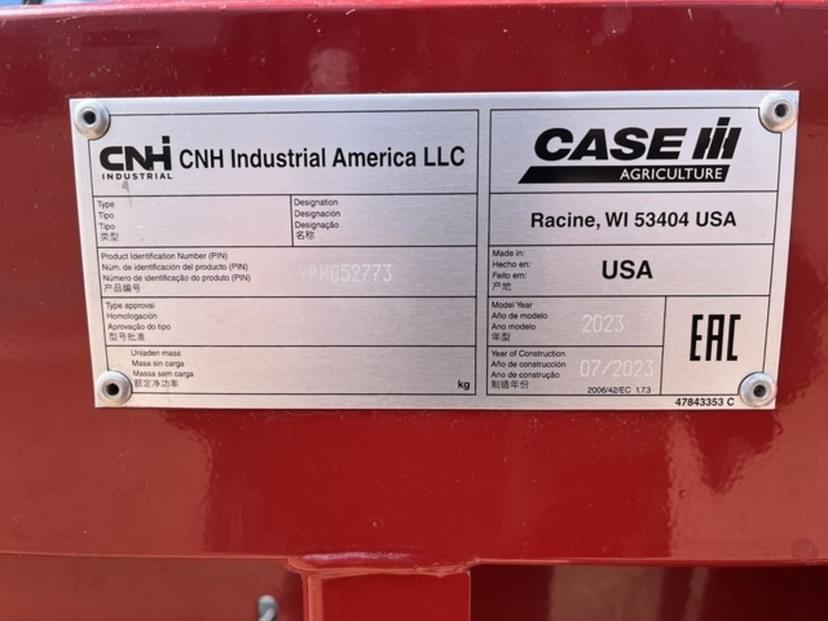 CNH
INDUSTRIAL
CNH Industrial America LLC
Type
Tipo
Tipo
类型
Designation
Designación
Designação
名称
Product Identification Number (PIN)
Núm. de identificación del producto (PIN)
Número de identificação do produto (PIN)
产品编号
Type approval
Homologación
Aprovação do tipo
型号批准
Unladen mass
Masa sin carga
Massa sem carga
额定净功率
kg
CASE IH
AGRICULTURE
Racine, WI 53404 USA
Made in:
Hecho en:
Feito em:
产地
USA
Model Year
Año de modelo
Ano modelo
年型
2023
Year of Construction
Año de construcción
Ano de construção
制造年份
07/2023
2006/42/EC 1.7.3
EAC
47843353 C